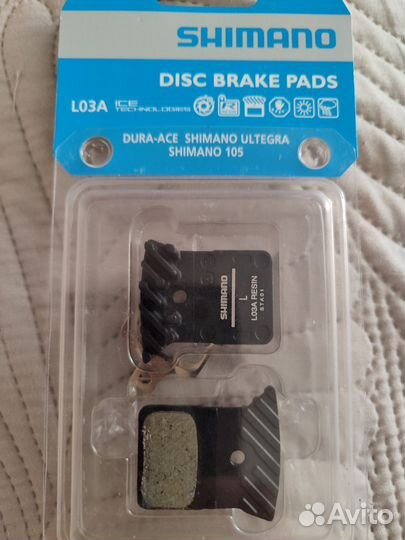 SHIMANO
DISC BRAKE PADS
L03A ICE TECHNOLOGIES
DURA-ACE SHIMANO ULTEGRA
SHIMANO 105
SHIMANO
L
L03A RESIN
Avito